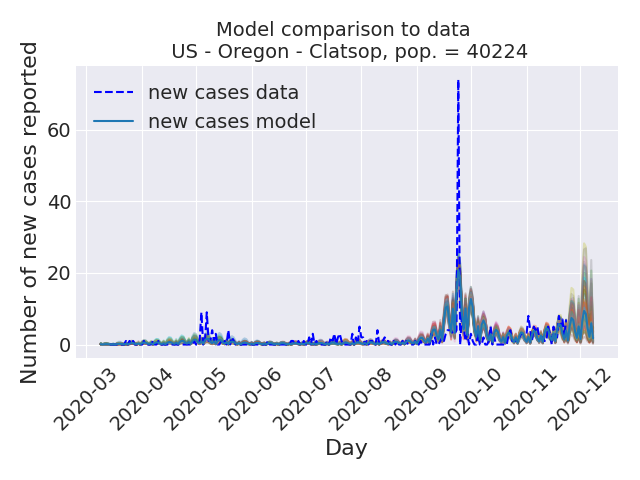 Model comparison to data
US - Oregon - Clatsop, pop. = 40224
Number of new cases reported
new cases data
new cases model
60
40
20
0
2020-03
2020-04
2020-05
2020-06
2020-07
2020-08
2020-09
2020-10
2020-11
2020-12
Day